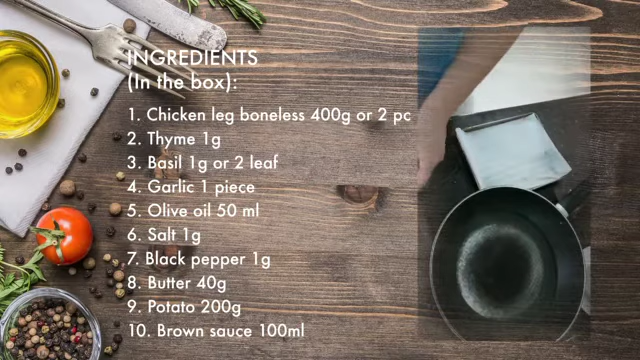 INGREDIENTS
(In the box):
1. Chicken leg boneless 400g or 2 pc
2. Thyme 1g
3. Basil 1g or 2 leaf
4. Garlic 1 piece
5. Olive oil 50 ml
6. Salt 1g
7. Black pepper 1g
8. Butter 40g
9. Potato 200g
10. Brown sauce 100ml